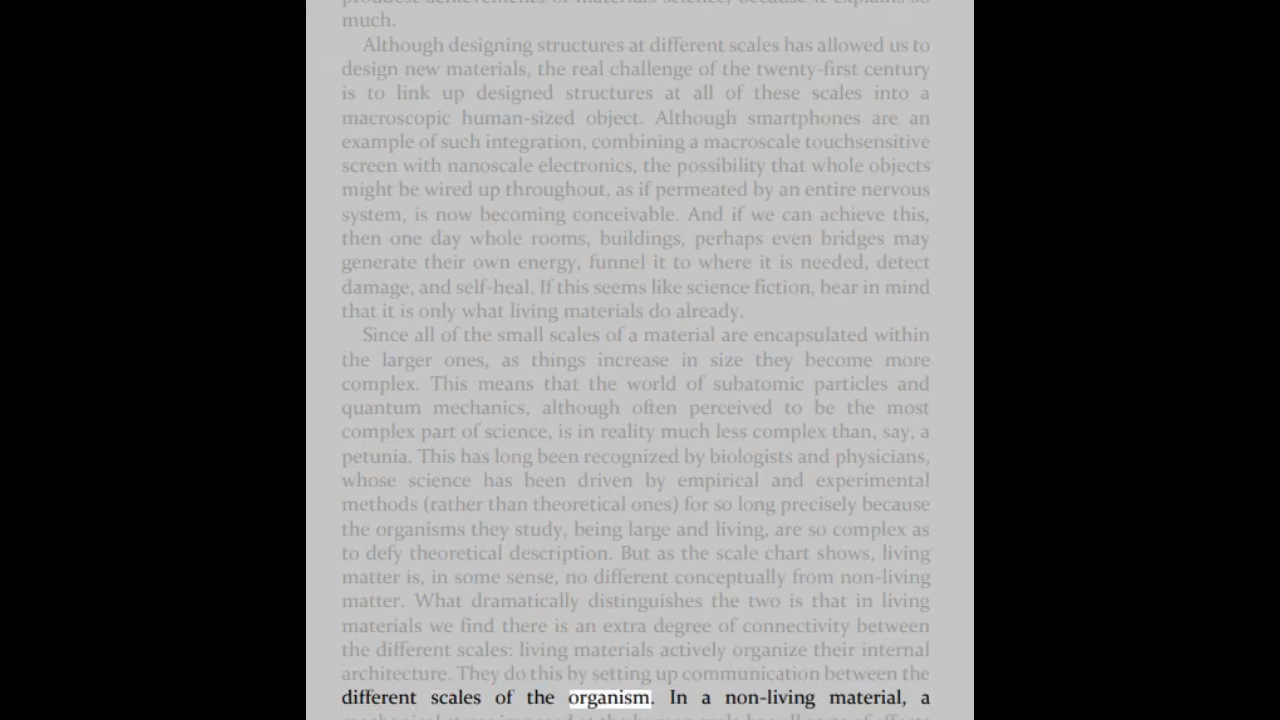 proudest achievements of materials science, because it explains so
much.
Although designing structures at different scales has allowed us to
design new materials, the real challenge of the twenty-first century
is to link up designed structures at all of these scales into a
macroscopic human-sized object. Although smartphones are an
example of such integration, combining a macroscale touchsensitive
screen with nanoscale electronics, the possibility that whole objects
might be wired up throughout, as if permeated by an entire nervous
system, is now becoming conceivable. And if we can achieve this,
then one day whole rooms, buildings, perhaps even bridges may
generate their own energy, funnel it to where it is needed, detect
damage, and self-heal. If this seems like science fiction, bear in mind
that it is only what living materials do already.
Since all of the small scales of a material are encapsulated within
the larger ones, as things increase in size they become more
complex. This means that the world of subatomic particles and
quantum mechanics, although often perceived to be the most
complex part of science, is in reality much less complex than, say, a
petunia. This has long been recognized by biologists and physicians,
whose science has been driven by empirical and experimental
methods (rather than theoretical ones) for so long precisely because
the organisms they study, being large and living, are so complex as
to defy theoretical description. But as the scale chart shows, living
matter is, in some sense, no different conceptually from non-living
matter. What dramatically distinguishes the two is that in living
materials we find there is an extra degree of connectivity between
the different scales: living materials actively organize their internal
architecture. They do this by setting up communication between the
different scales of the organism. In a non-living material, a